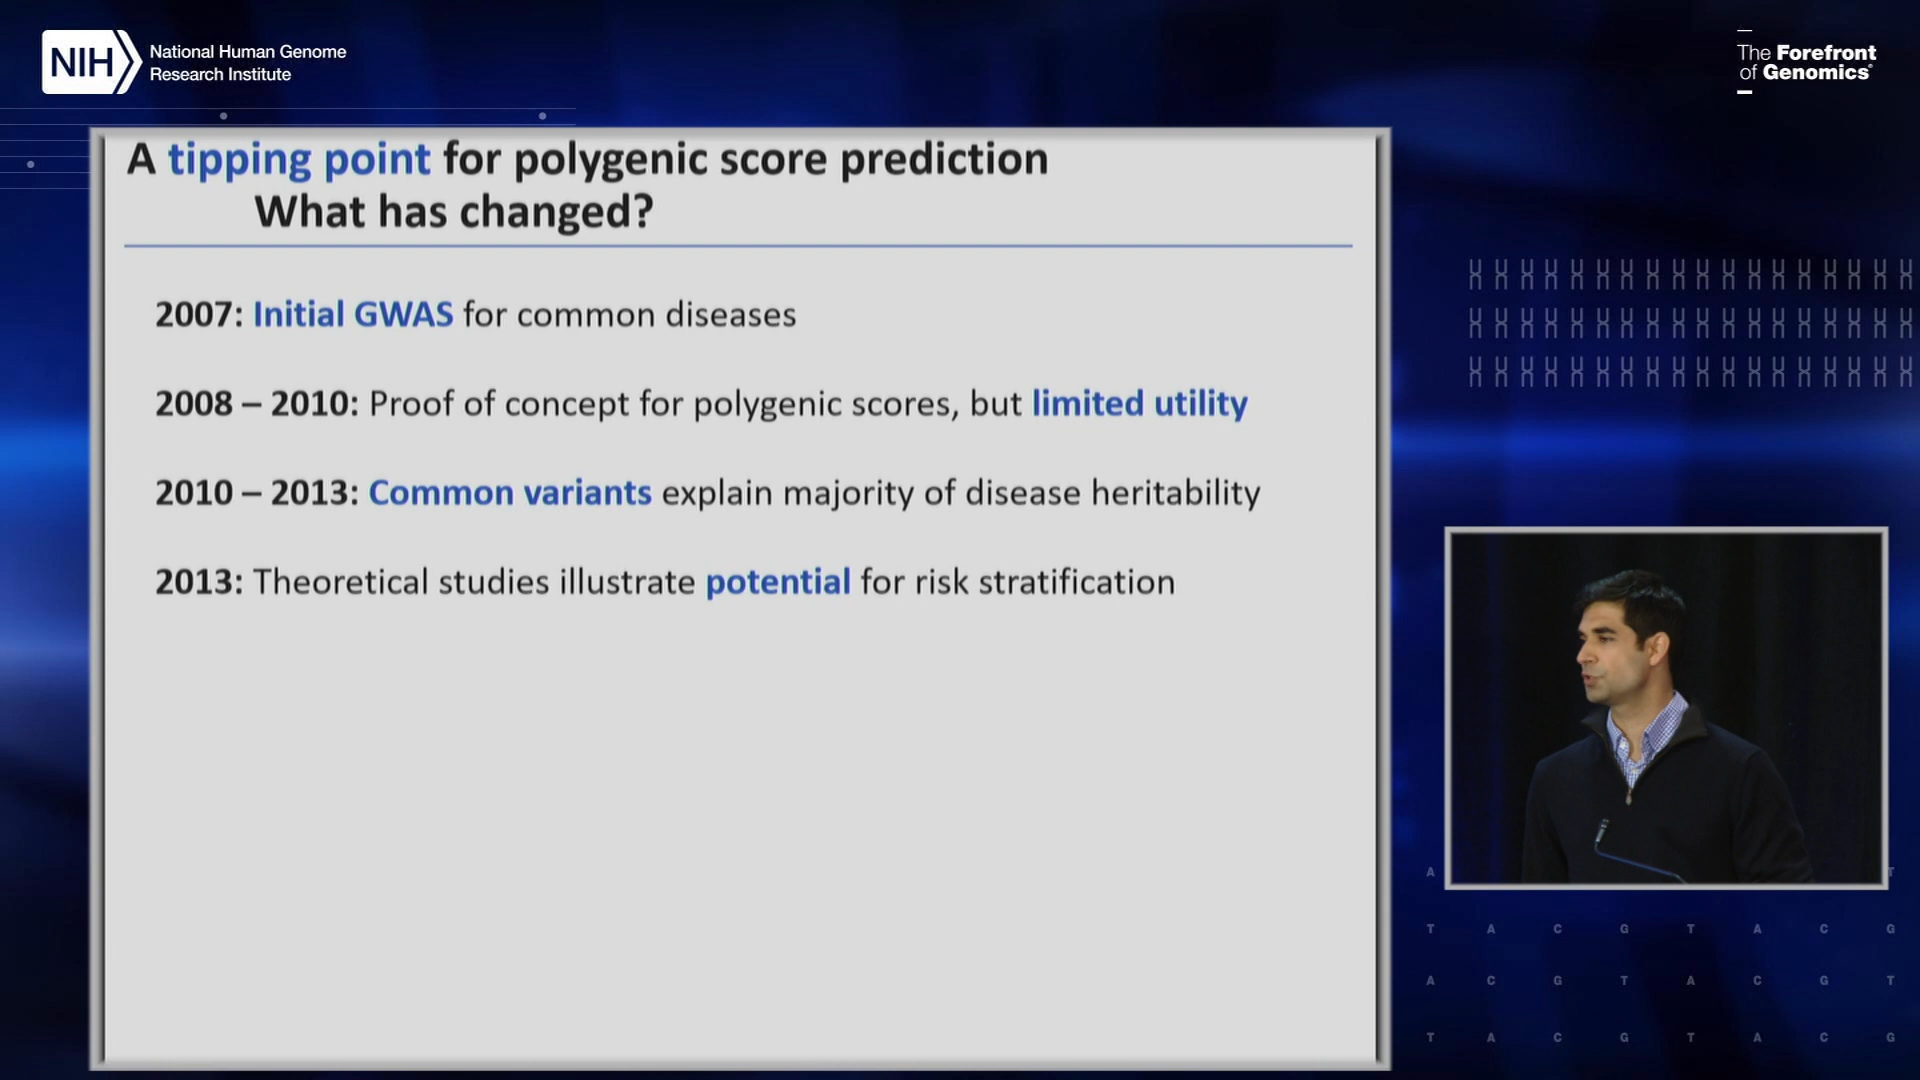 NIH
National Human Genome
Research Institute
The Forefront
of Genomics®
A tipping point for polygenic score prediction
What has changed?
2007: Initial GWAS for common diseases
2008 – 2010: Proof of concept for polygenic scores, but limited utility
2010 – 2013: Common variants explain majority of disease heritability
2013: Theoretical studies illustrate potential for risk stratification
A T
T A C G T A C G
A C G T A C G T
T A C G T A C G